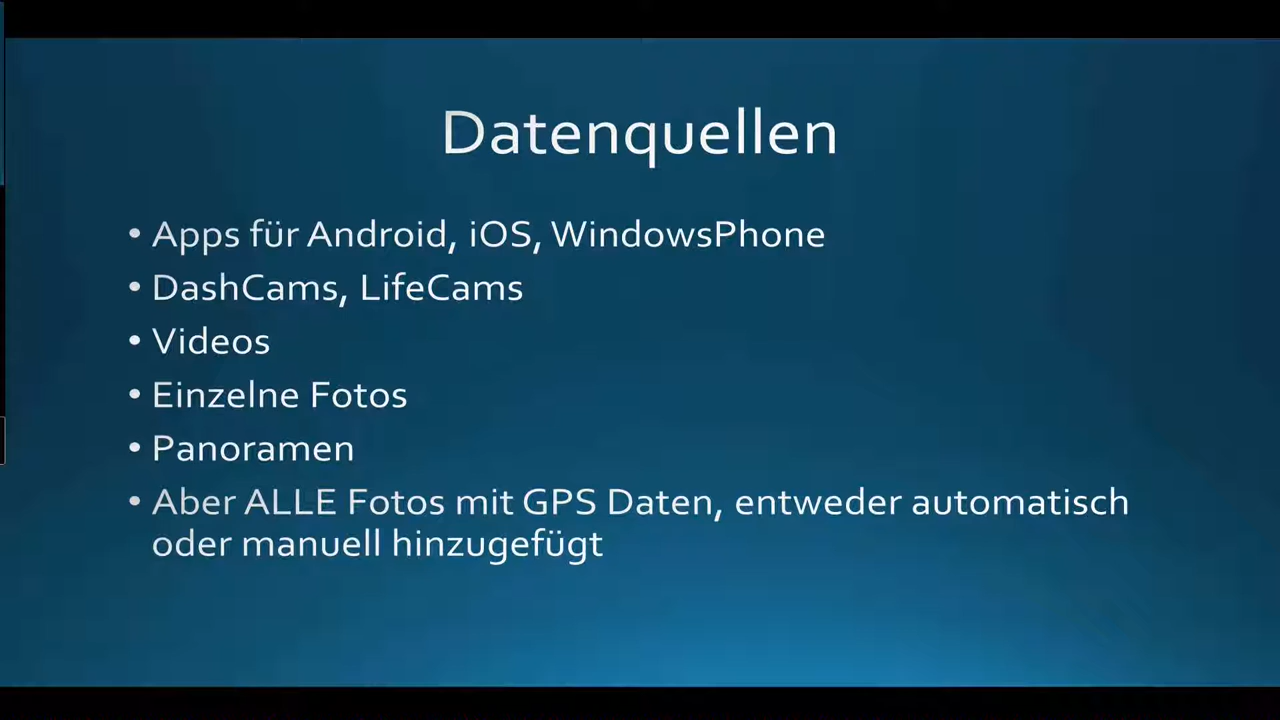 Datenquellen
• Apps für Android, iOS, WindowsPhone
• DashCams, LifeCams
• Videos
• Einzelne Fotos
• Panoramen
• Aber ALLE Fotos mit GPS Daten, entweder automatisch
oder manuell hinzugefügt